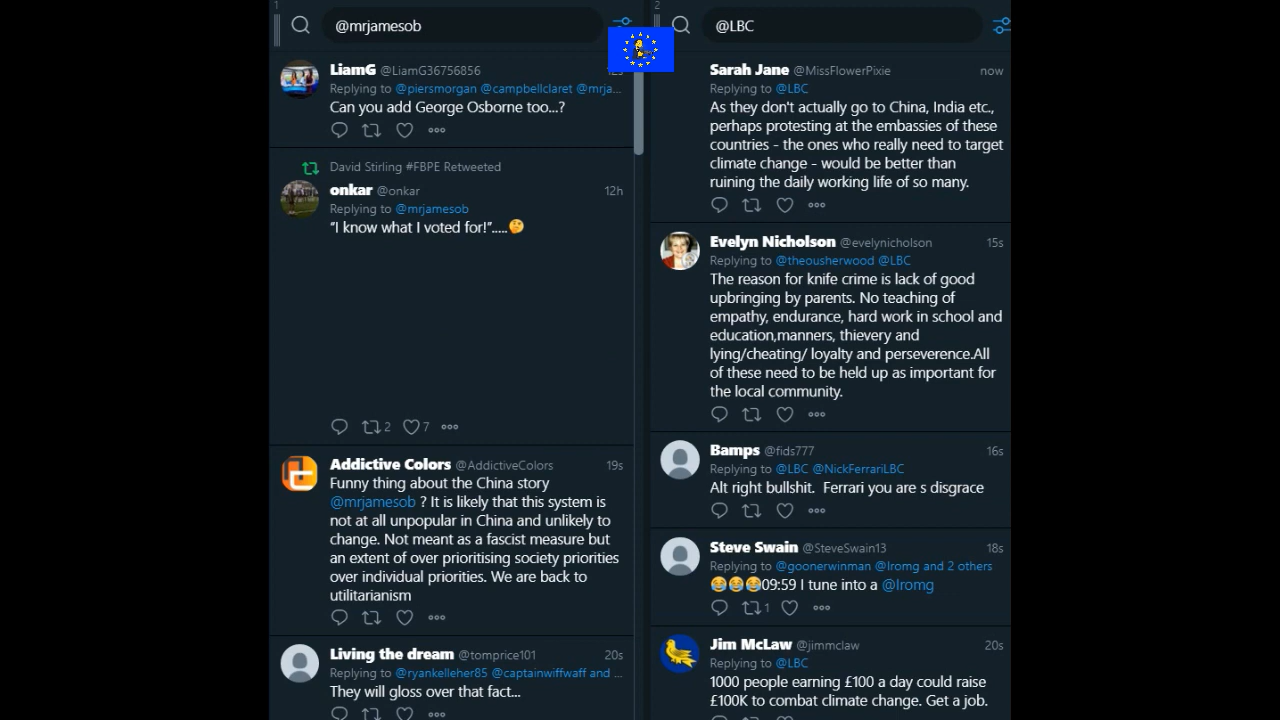 1
@mrjamesob
LiamG @LiamG36756856
Replying to @piersmorgan @campbellclaret @mrja...
Can you add George Osborne too...?
David Stirling #FBPE Retweeted
onkar @onkar 12h
Replying to @mrjamesob
“I know what I voted for!”.....🤔
2 7
Addictive Colors @AddictiveColors 19s
Funny thing about the China story
@mrjamesob ? It is likely that this system is
not at all unpopular in China and unlikely to
change. Not meant as a fascist measure but
an extent of over prioritising society priorities
over individual priorities. We are back to
utilitarianism
Living the dream @tomprice101 20s
Replying to @ryankelleher85 @captainwiffwaff and ...
They will gloss over that fact...
2
@LBC
Sarah Jane @MissFlowerPixie now
Replying to @LBC
As they don't actually go to China, India etc.,
perhaps protesting at the embassies of these
countries - the ones who really need to target
climate change - would be better than
ruining the daily working life of so many.
Evelyn Nicholson @evelynicholson 15s
Replying to @theousherwood @LBC
The reason for knife crime is lack of good
upbringing by parents. No teaching of
empathy, endurance, hard work in school and
education,manners, thievery and
lying/cheating/ loyalty and perseverence.All
of these need to be held up as important for
the local community.
Bamps @fids777 16s
Replying to @LBC @NickFerrariLBC
Alt right bullshit.  Ferrari you are s disgrace
Steve Swain @SteveSwain13 18s
Replying to @goonerwinman @Iromg and 2 others
😂😂😂09:59 I tune into a @Iromg
1
Jim McLaw @jimmclaw 20s
Replying to @LBC
1000 people earning £100 a day could raise
£100K to combat climate change. Get a job.